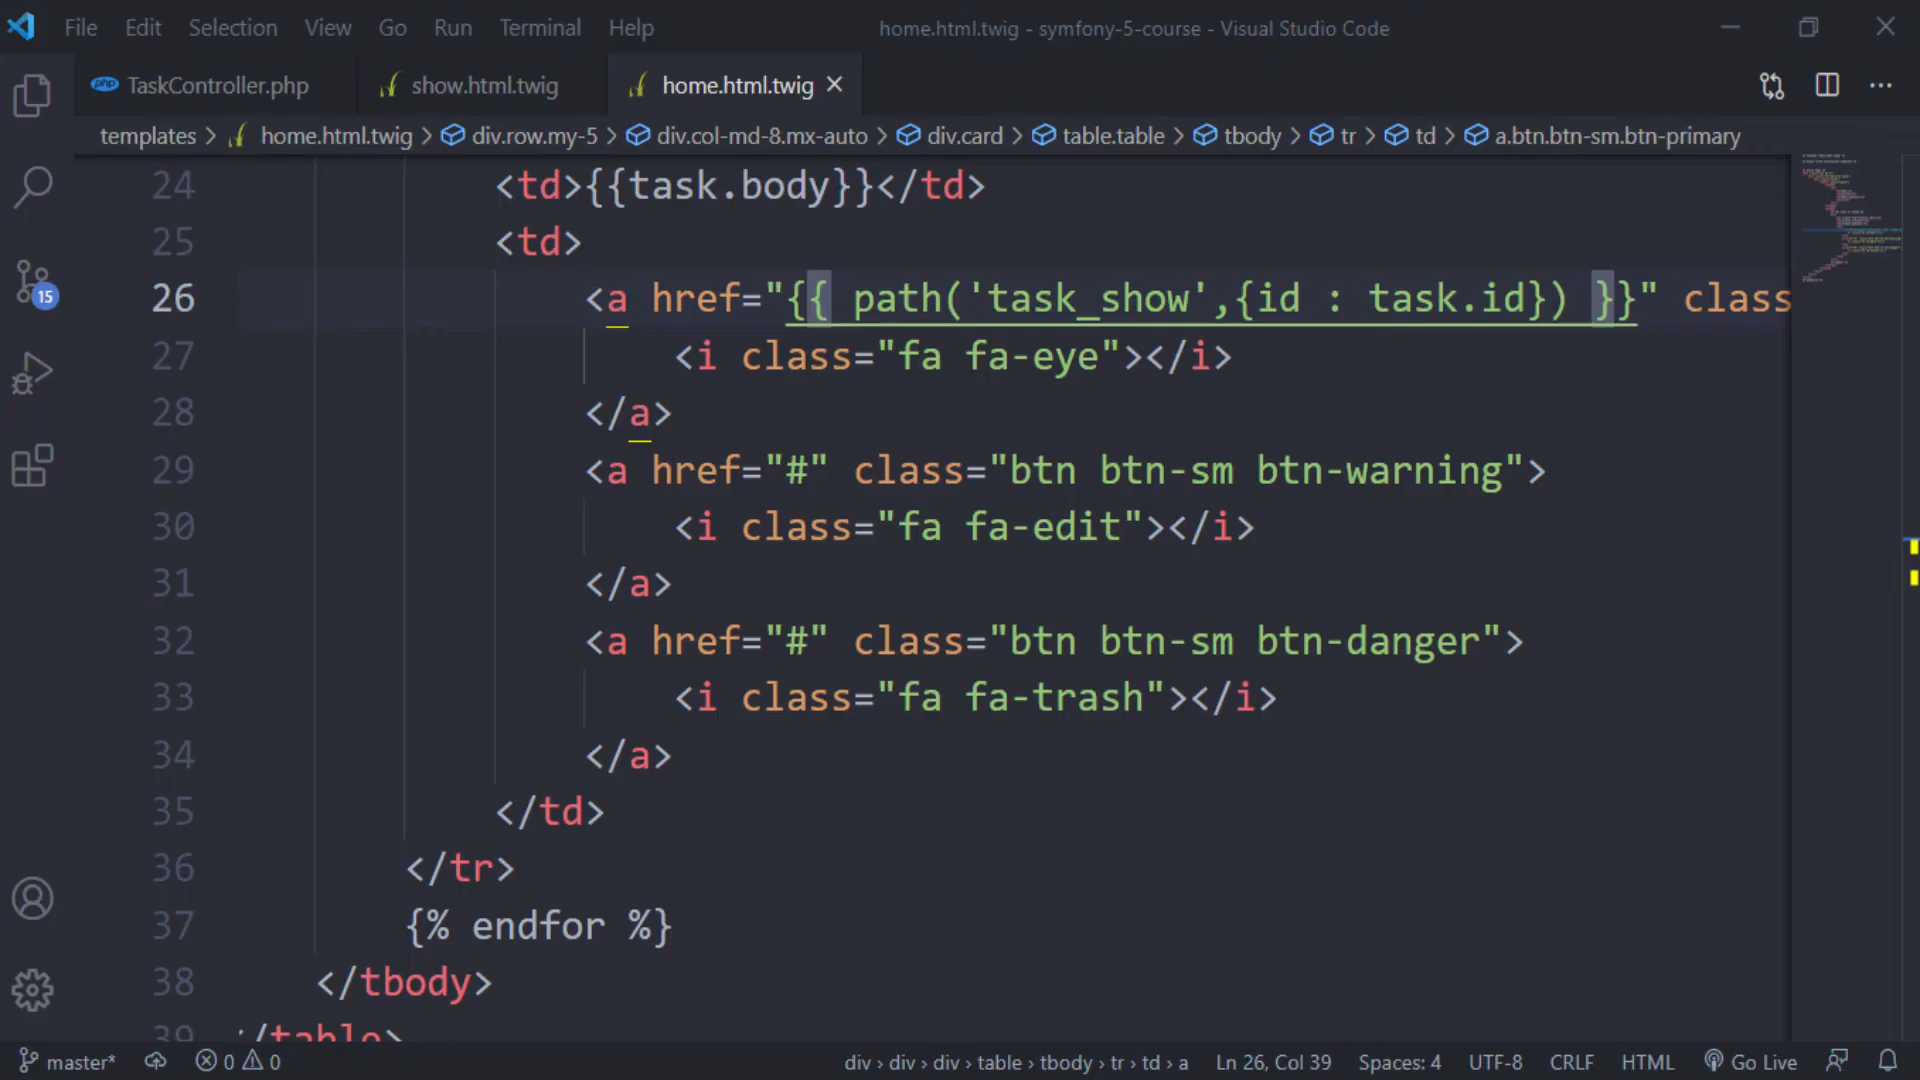 File Edit Selection View Go Run Terminal Help home.html.twig - symfony-5-course - Visual Studio Code
TaskController.php show.html.twig home.html.twig
templates > home.html.twig > div.row.my-5 > div.col-md-8.mx-auto > div.card > table.table > tbody > tr > td > a.btn.btn-sm.btn-primary
24 <td>{{task.body}}</td>
25 <td>
26 <a href="{{ path('task_show',{id : task.id}) }}" class
27 <i class="fa fa-eye"></i>
28 </a>
29 <a href="#" class="btn btn-sm btn-warning">
30 <i class="fa fa-edit"></i>
31 </a>
32 <a href="#" class="btn btn-sm btn-danger">
33 <i class="fa fa-trash"></i>
34 </a>
35 </td>
36 </tr>
37 {% endfor %}
38 </tbody>
39 </table>
15
master* 0 0 div > div > div > table > tbody > tr > td > a Ln 26, Col 39 Spaces: 4 UTF-8 CRLF HTML Go Live